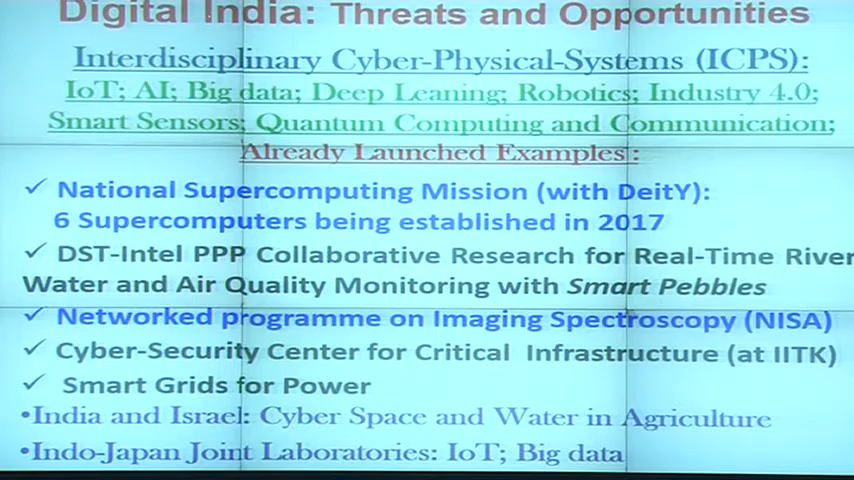 Digital India: Threats and Opportunities
Interdisciplinary Cyber-Physical-Systems (ICPS):
IoT; AI; Big data; Deep Leaning; Robotics; Industry 4.0;
Smart Sensors; Quantum Computing and Communication;
Already Launched Examples :
✓ National Supercomputing Mission (with DeitY):
6 Supercomputers being established in 2017
✓ DST-Intel PPP Collaborative Research for Real-Time River
Water and Air Quality Monitoring with Smart Pebbles
✓ Networked programme on Imaging Spectroscopy (NISA)
✓ Cyber-Security Center for Critical Infrastructure (at IITK)
✓ Smart Grids for Power
•India and Israel: Cyber Space and Water in Agriculture
•Indo-Japan Joint Laboratories: IoT; Big data